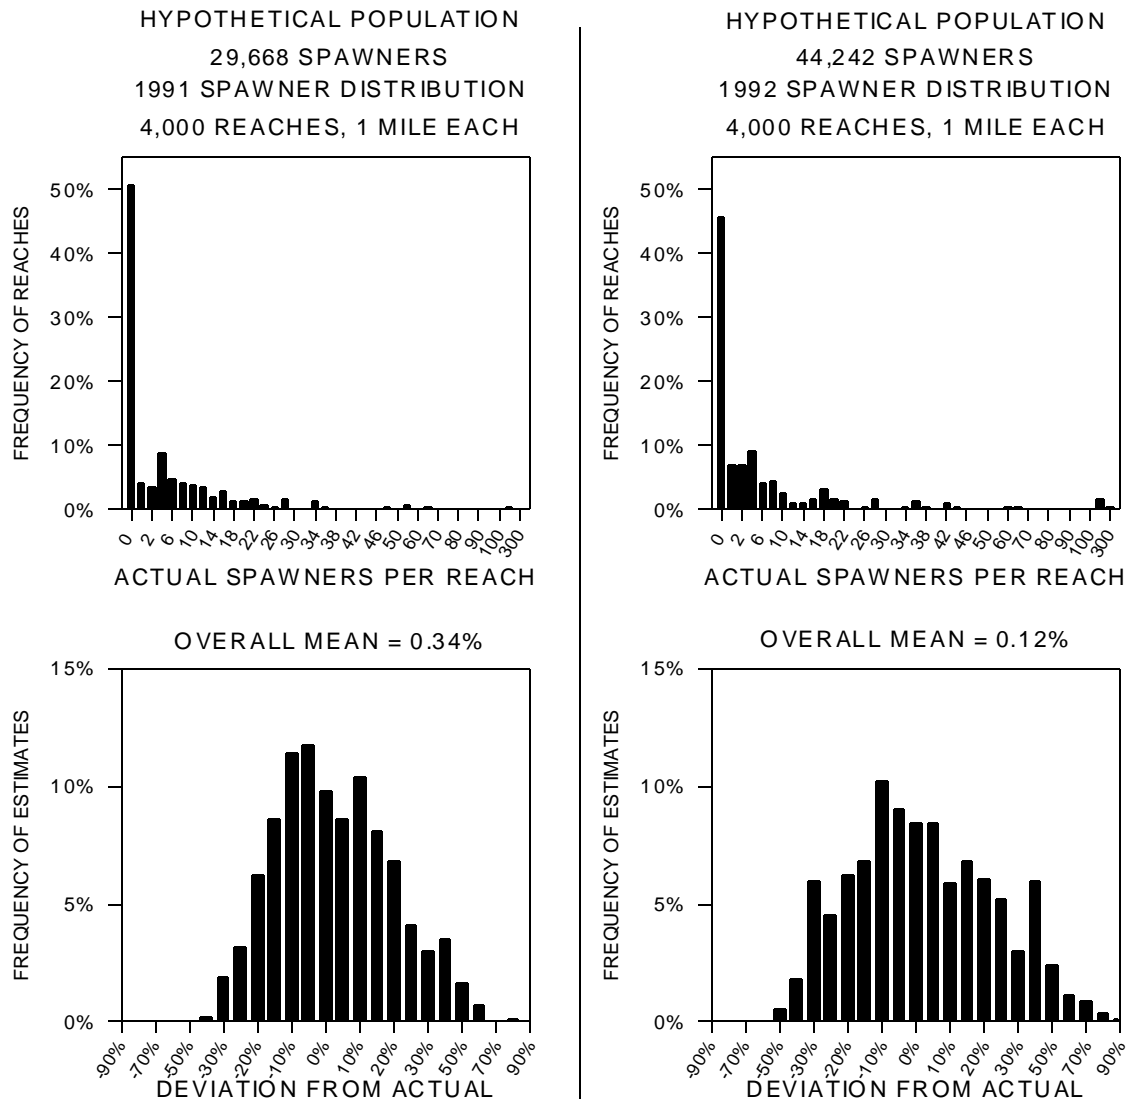 HYPOTHETICAL POPULATION
29,668 SPAWNERS
1991 SPAWNER DISTRIBUTION
4,000 REACHES, 1 MILE EACH
FREQUENCY OF REACHES
50%
40%
30%
20%
10%
0%
0 2 6 10 14 18 22 26 30 34 38 42 46 50 60 70 80 90 100 300
ACTUAL SPAWNERS PER REACH
HYPOTHETICAL POPULATION
44,242 SPAWNERS
1992 SPAWNER DISTRIBUTION
4,000 REACHES, 1 MILE EACH
FREQUENCY OF REACHES
50%
40%
30%
20%
10%
0%
0 2 6 10 14 18 22 26 30 34 38 42 46 50 60 70 80 90 100 300
ACTUAL SPAWNERS PER REACH
OVERALL MEAN = 0.34%
FREQUENCY OF ESTIMATES
15%
10%
5%
0%
-90% -70% -50% -30% -10% 0% 10% 20% 30% 50% 70% 90%
DEVIATION FROM ACTUAL
OVERALL MEAN = 0.12%
FREQUENCY OF ESTIMATES
15%
10%
5%
0%
-90% -70% -50% -30% -20% -10% 0% 10% 20% 30% 50% 70% 90%
DEVIATION FROM ACTUAL